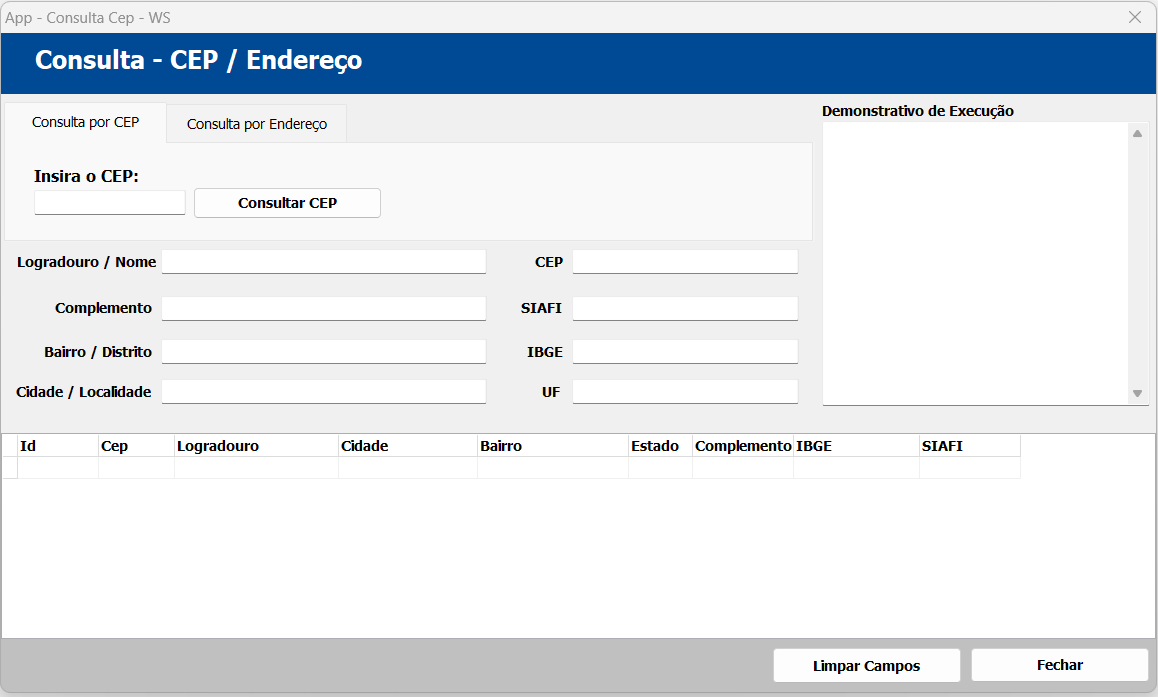 App - Consulta Cep - WS
Consulta - CEP / Endereço
Consulta por CEP
Consulta por Endereço
Demonstrativo de Execução
Insira o CEP:
Consultar CEP
Logradouro / Nome
CEP
Complemento
SIAFI
Bairro / Distrito
IBGE
Cidade / Localidade
UF
Id Cep Logradouro Cidade Bairro Estado Complemento IBGE SIAFI
Limpar Campos
Fechar